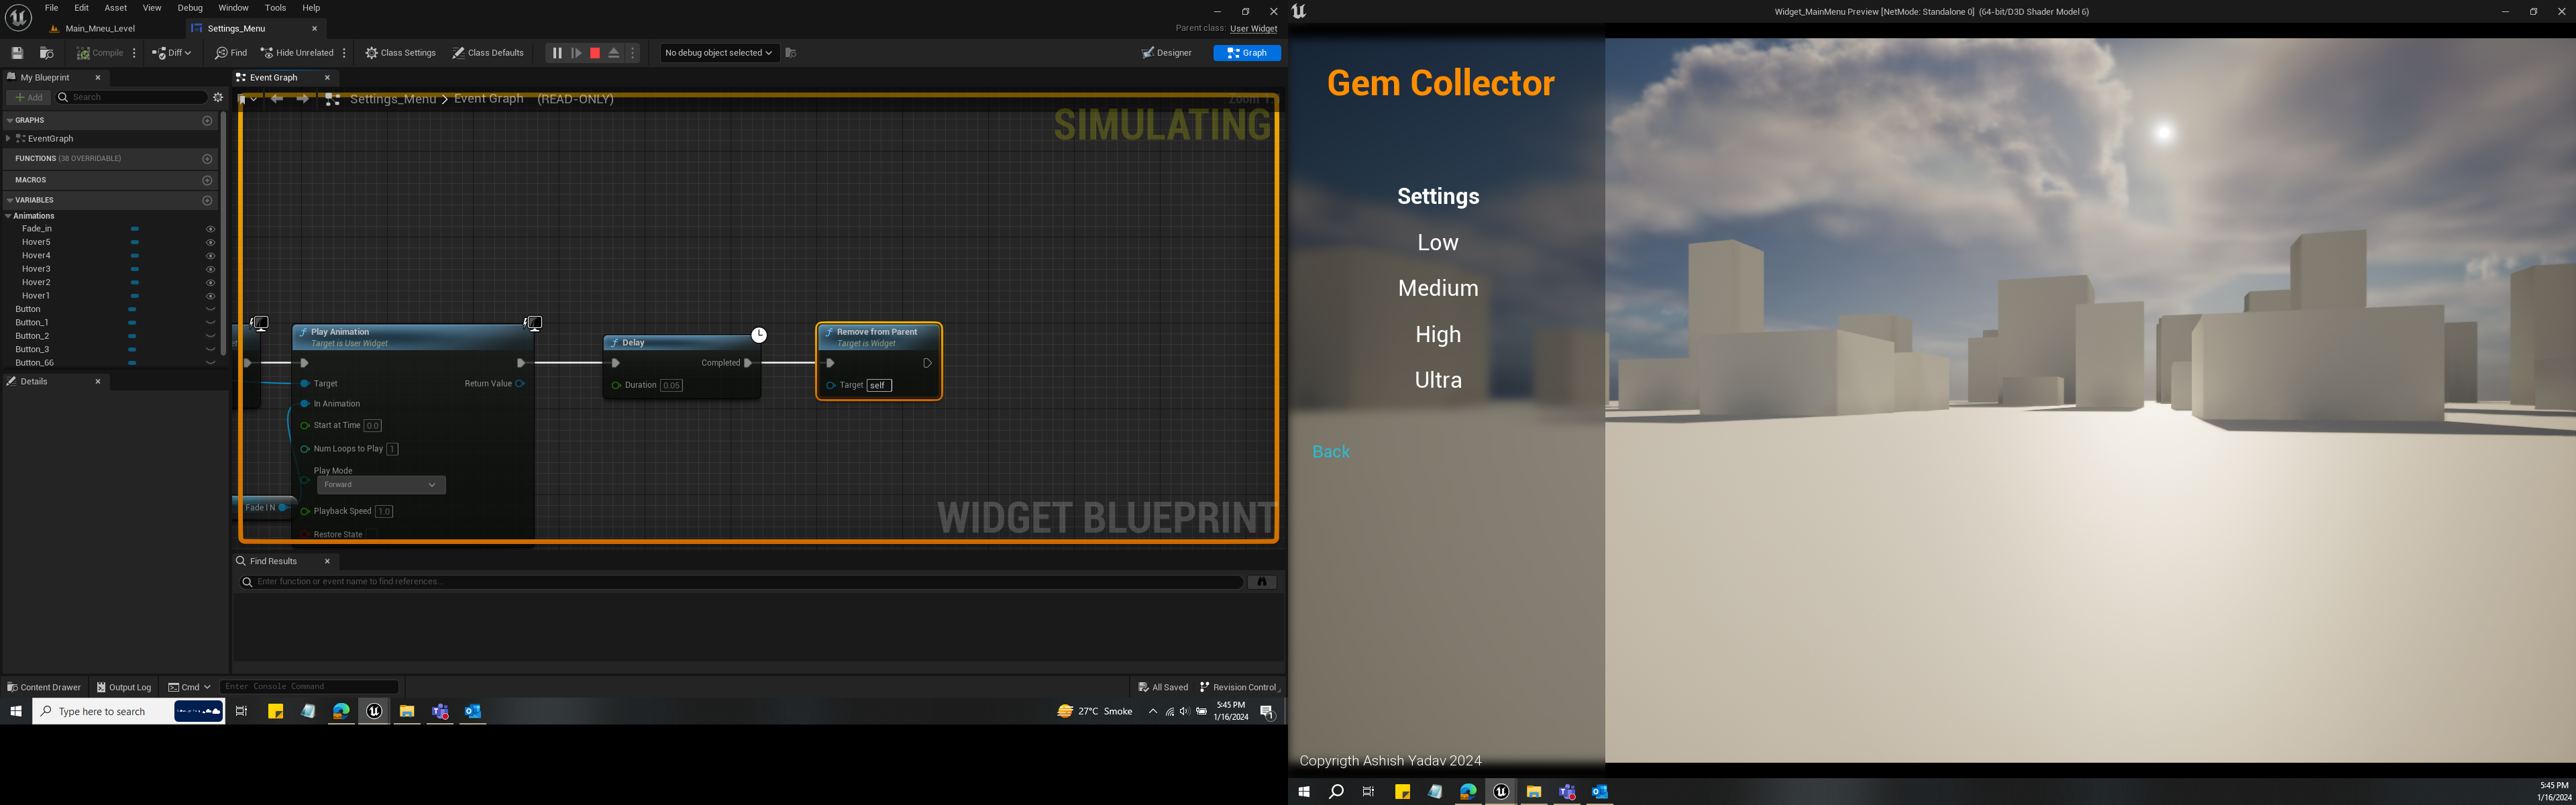 File Edit Asset View Debug Window Tools Help
Main_Mneu_Level
Settings_Menu
Parent class: User Widget
Compile
Diff
Find
Hide Unrelated
Class Settings
Class Defaults
No debug object selected
Designer
Graph
My Blueprint
Add
Search
GRAPHS
EventGraph
FUNCTIONS (38 OVERRIDABLE)
MACROS
VARIABLES
Animations
Fade_in
Hover5
Hover4
Hover3
Hover2
Hover1
Button
Button_1
Button_2
Button_3
Button_66
Details
Event Graph
Settings_Menu > Event Graph (READ-ONLY)
SIMULATING
Play Animation
Target is User Widget
Target
Return Value
In Animation
Start at Time 0.0
Num Loops to Play 1
Play Mode
Forward
Playback Speed 1.0
Restore State
Fade I N
Delay
Completed
Duration 0.05
Remove from Parent
Target is Widget
Target self
WIDGET BLUEPRINT
Find Results
Enter function or event name to find references...
Content Drawer
Output Log
Cmd
Enter Console Command
All Saved
Revision Control
Type here to search
27°C Smoke
5:45 PM
1/16/2024
Widget_MainMenu Preview [NetMode: Standalone 0] (64-bit/D3D Shader Model 6)
Gem Collector
Settings
Low
Medium
High
Ultra
Back
Copyrigth Ashish Yadav 2024
5:45 PM
1/16/2024